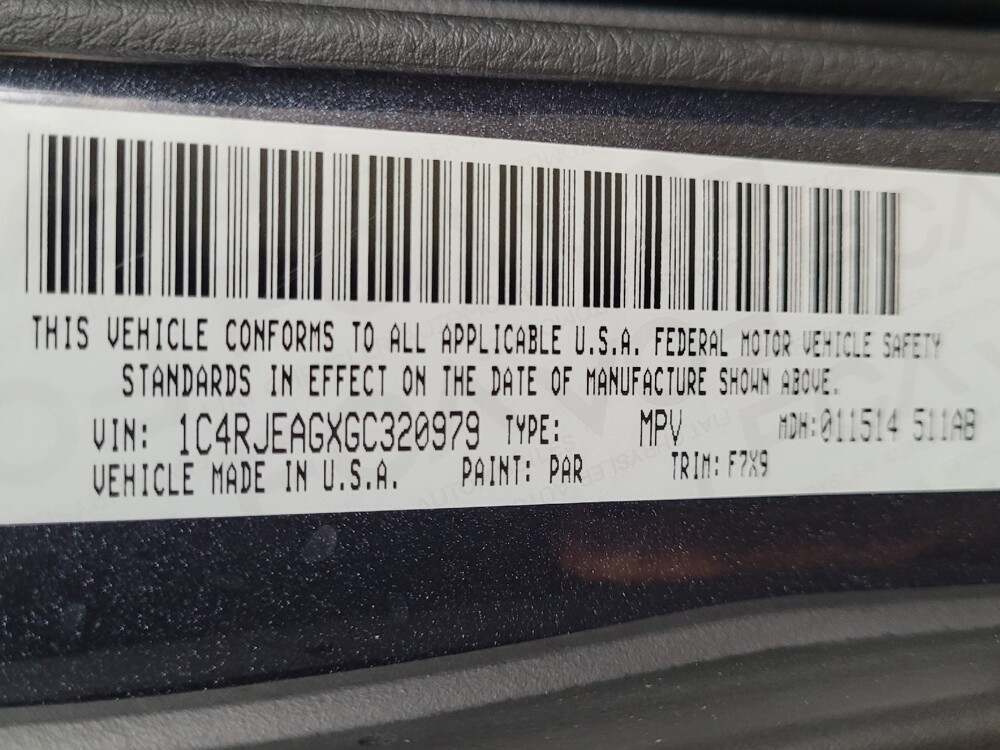 THIS VEHICLE CONFORMS TO ALL APPLICABLE U.S.A. FEDERAL MOTOR VEHICLE SAFETY
STANDARDS IN EFFECT ON THE DATE OF MANUFACTURE SHOWN ABOVE.
VIN: 1C4RJEAGXGC320979 TYPE: MPV MDH:011514 511AB
VEHICLE MADE IN U.S.A. PAINT: PAR TRIM: F7X9